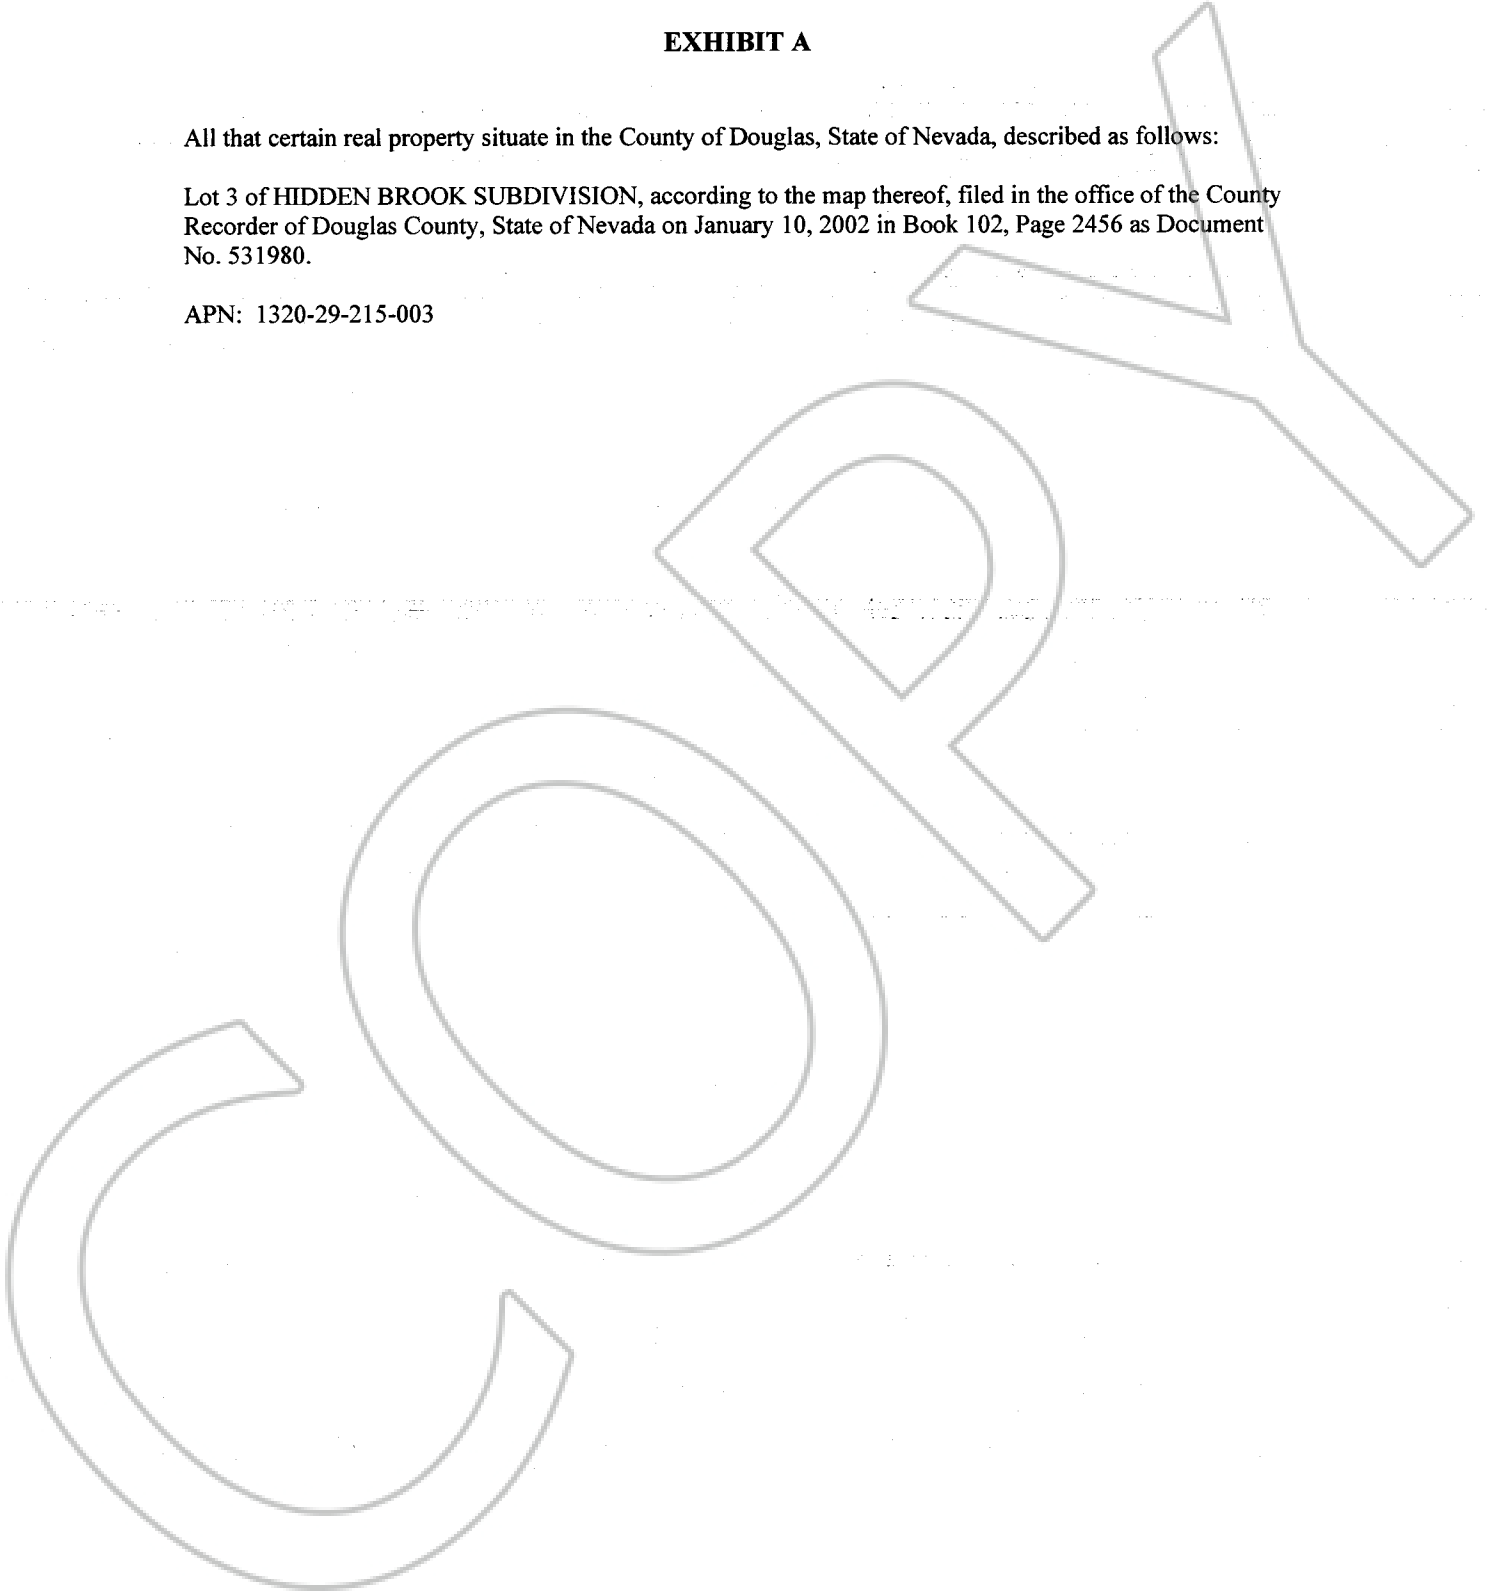 EXHIBIT A
All that certain real property situate in the County of Douglas, State of Nevada, described as follows:
Lot 3 of HIDDEN BROOK SUBDIVISION, according to the map thereof, filed in the office of the County
Recorder of Douglas County, State of Nevada on January 10, 2002 in Book 102, Page 2456 as Document
No. 531980.
APN: 1320-29-215-003
COPY